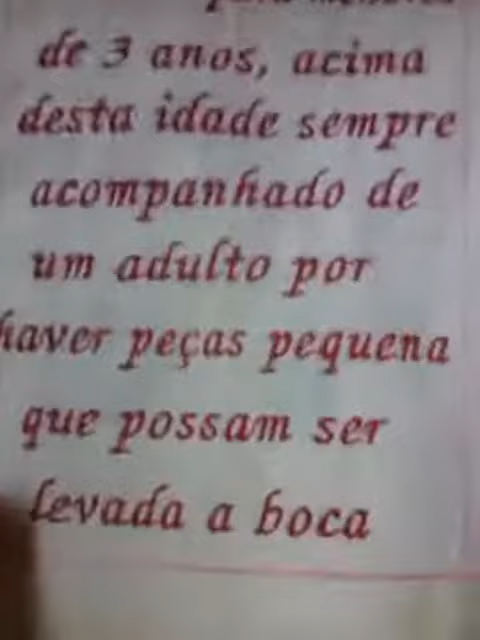 de 3 anos, acima
desta idade sempre
acompanhado de
um adulto por
haver peças pequena
que possam ser
levada a boca